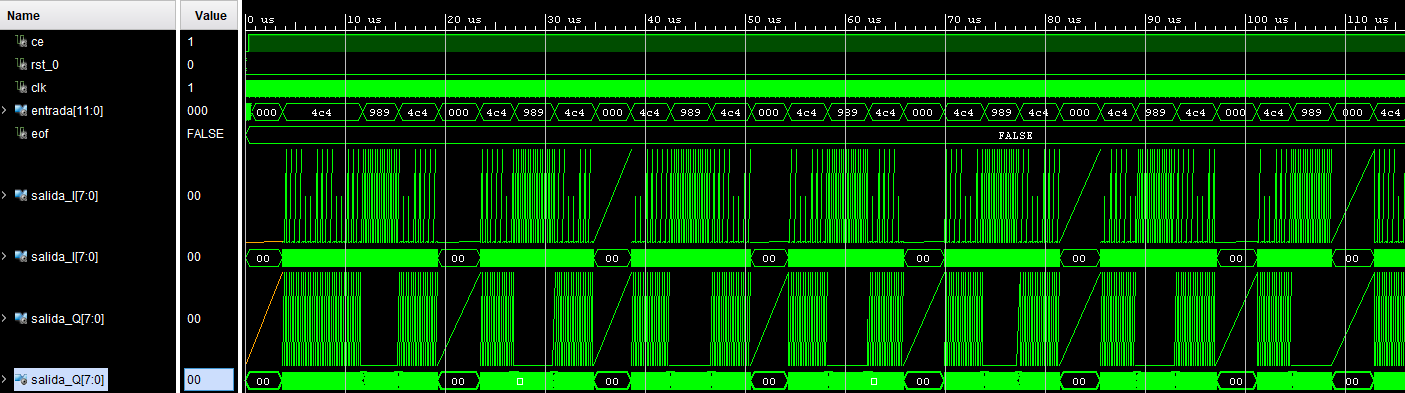 Name Value 0 us 10 us 20 us 30 us 40 us 50 us 60 us 70 us 80 us 90 us 100 us 110 us
ce 1
rst_0 0
clk 1
entrada[11:0] 000 000 4c4 989 4c4 000 4c4 989 4c4 000 4c4 989 4c4 000 4c4 989 4c4 000 4c4 989 4c4 000 4c4 989 4c4 000 4c4 989 000 4c4
eof FALSE FALSE
salida_I[7:0] 00
salida_I[7:0] 00 00 00 00 00 00 00 00 00
salida_Q[7:0] 00
salida_Q[7:0] 00 00 00 00 00 00 00 00 00